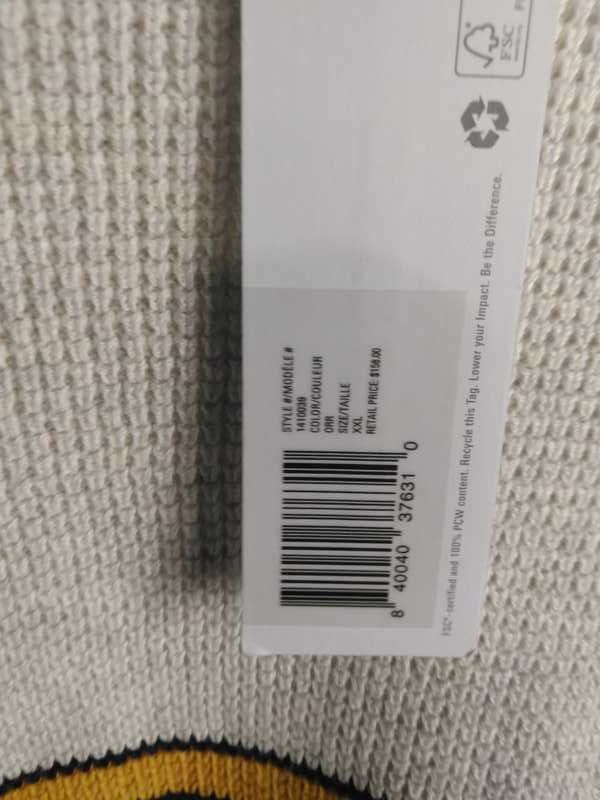 FSC
STYLE #/MODÈLE #
1410039
COLOR/COULEUR
ORR
SIZE/TAILLE
XXL
RETAIL PRICE: $158.00
8 40040 37631 0
FSC® certified and 100% PCW content. Recycle this Tag. Lower your Impact. Be the Difference.